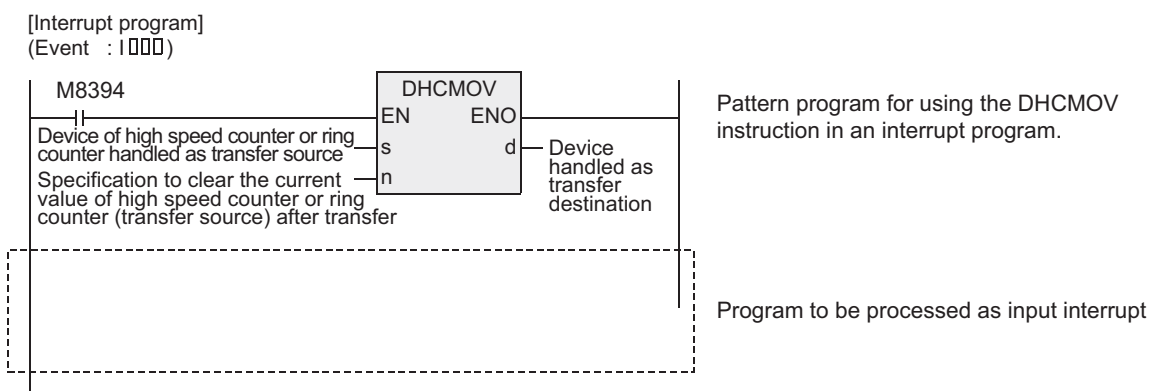 [Interrupt program]
(Event : I□□□)
M8394
DHCMOV
EN ENO
Device of high speed counter or ring
counter handled as transfer source
s d
Device
handled as
transfer
destination
Specification to clear the current
value of high speed counter or ring
counter (transfer source) after transfer
n
Pattern program for using the DHCMOV
instruction in an interrupt program.
Program to be processed as input interrupt